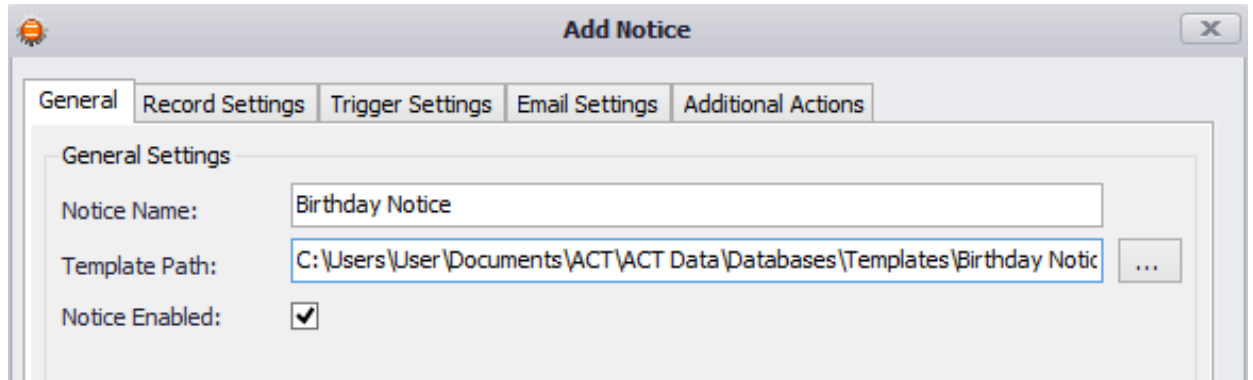 Add Notice
General Record Settings Trigger Settings Email Settings Additional Actions
General Settings
Notice Name: Birthday Notice
Template Path: C:\Users\User\Documents\ACT\ACT Data\Databases\Templates\Birthday Notic ...
Notice Enabled: